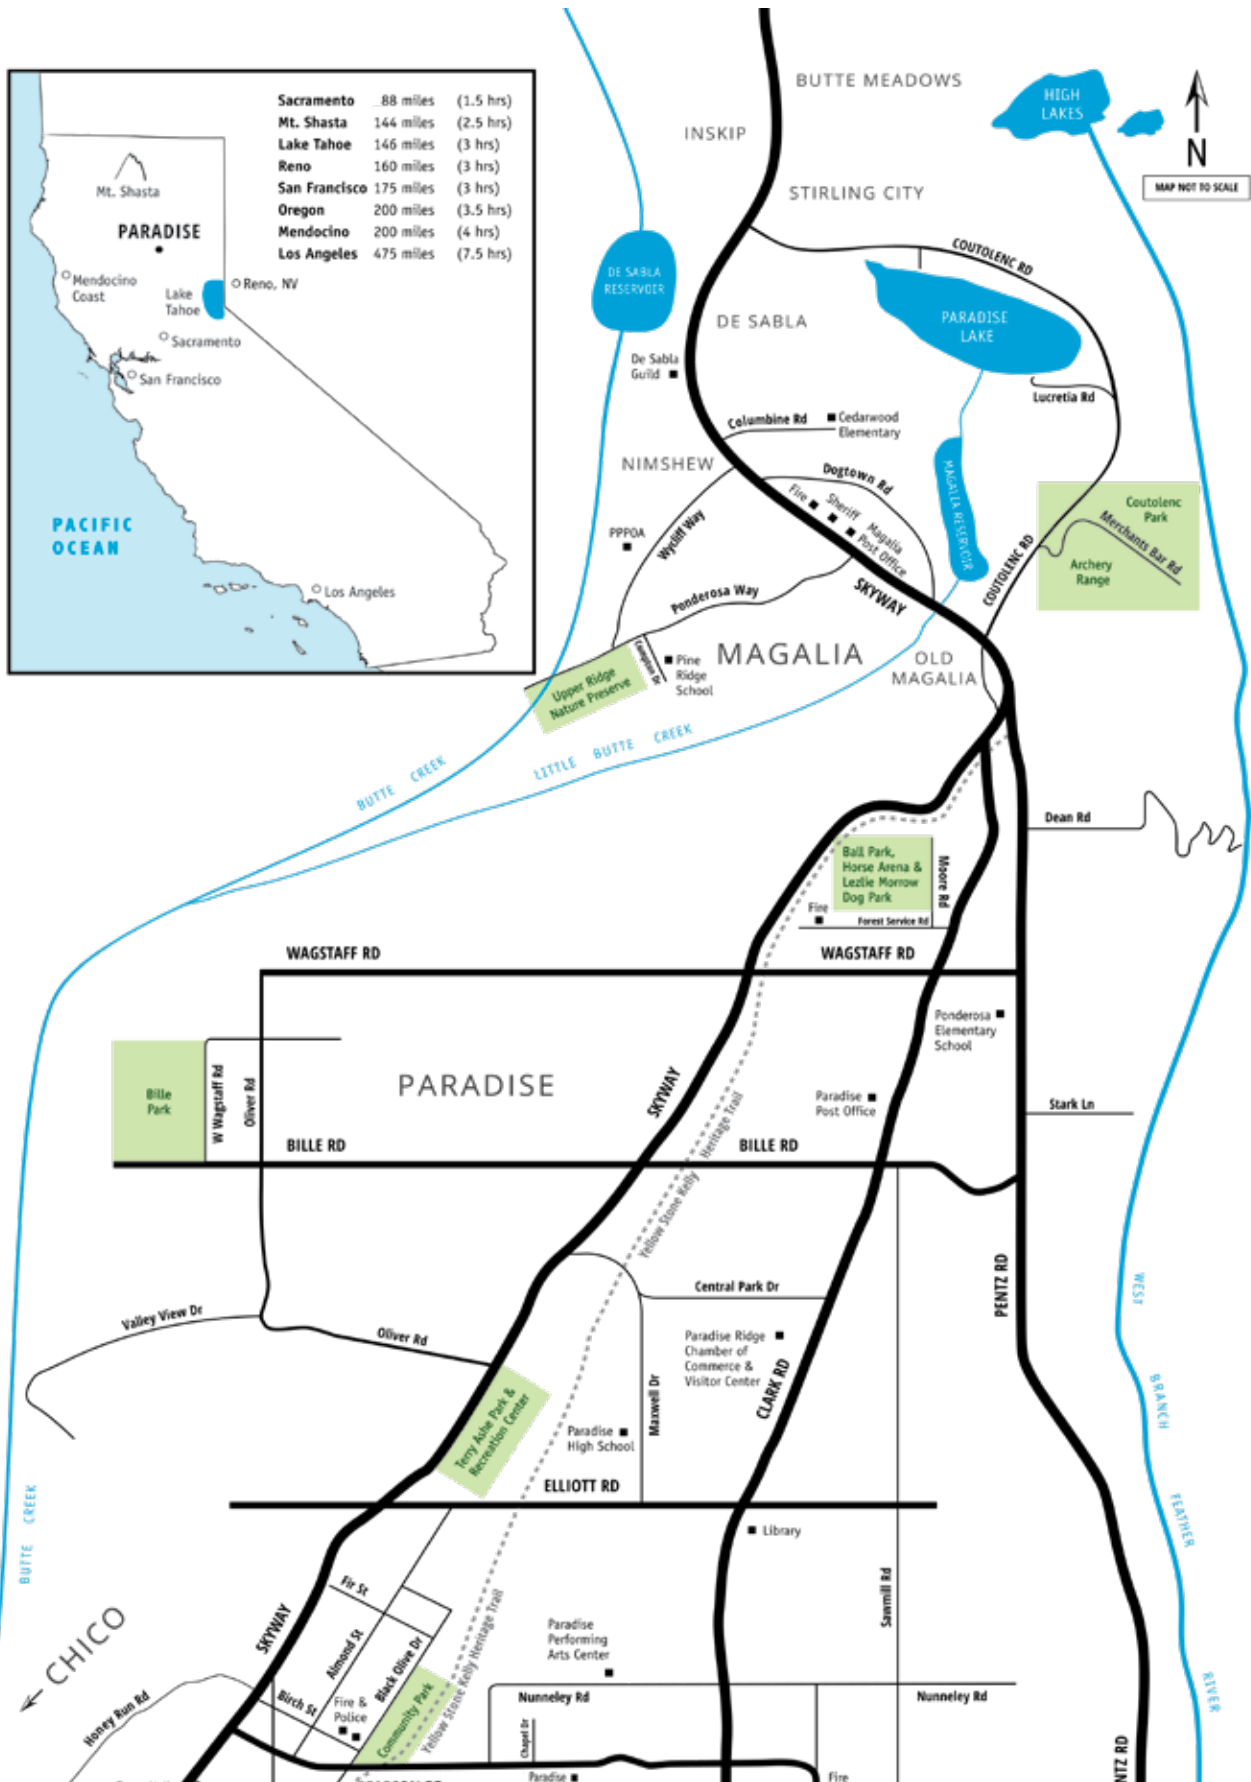 Sacramento 88 miles (1.5 hrs)
Mt. Shasta 144 miles (2.5 hrs)
Lake Tahoe 146 miles (3 hrs)
Reno 160 miles (3 hrs)
San Francisco 175 miles (3 hrs)
Oregon 200 miles (3.5 hrs)
Mendocino 200 miles (4 hrs)
Los Angeles 475 miles (7.5 hrs)
Mt. Shasta
PARADISE
Mendocino
Coast
Lake
Tahoe
Reno, NV
Sacramento
San Francisco
PACIFIC
OCEAN
Los Angeles
BUTTE MEADOWS
HIGH
LAKES
N
MAP NOT TO SCALE
INSKIP
STIRLING CITY
COUTOLENC RD
DE SABLA
RESERVOIR
PARADISE
LAKE
DE SABLA
De Sabla
Guild
Lucretia Rd
Columbine Rd
Cedarwood
Elementary
NIMSHEW
Dogtown Rd
MAGALIA RESERVOIR
Fire
Sheriff
Magalia
Post Office
Coutolenc
Park
Merchants Bar Rd
Archery
Range
PPPOA
Wycliff Way
COUTOLENC RD
Ponderosa Way
SKYWAY
Compton Dr
Pine
Ridge
School
MAGALIA
OLD
MAGALIA
Upper Ridge
Nature Preserve
LITTLE BUTTE CREEK
BUTTE CREEK
Dean Rd
Ball Park,
Horse Arena &
Lezlie Morrow
Dog Park
Moore Rd
Fire
Forest Service Rd
WAGSTAFF RD
WAGSTAFF RD
Ponderosa
Elementary
School
Bille
Park
W Wagstaff Rd
Oliver Rd
PARADISE
SKYWAY
Paradise
Post Office
Stark Ln
Yellow Stone Kelly Heritage Trail
BILLE RD
BILLE RD
PENTZ RD
WEST
BRANCH
FEATHER
RIVER
Central Park Dr
Valley View Dr
Oliver Rd
Paradise Ridge
Chamber of
Commerce &
Visitor Center
CLARK RD
Maxwell Dr
Terry Ashe Park &
Recreation Center
Paradise
High School
ELLIOTT RD
BUTTE CREEK
Library
Fir St
Sawmill Rd
CHICO
SKYWAY
Almond St
Black Olive Dr
Yellow Stone Kelly Heritage Trail
Paradise
Performing
Arts Center
Honey Run Rd
Birch St
Fire &
Police
Community Park
Nunneley Rd
Nunneley Rd
Chapel Dr
Paradise
Fire
NTZ RD